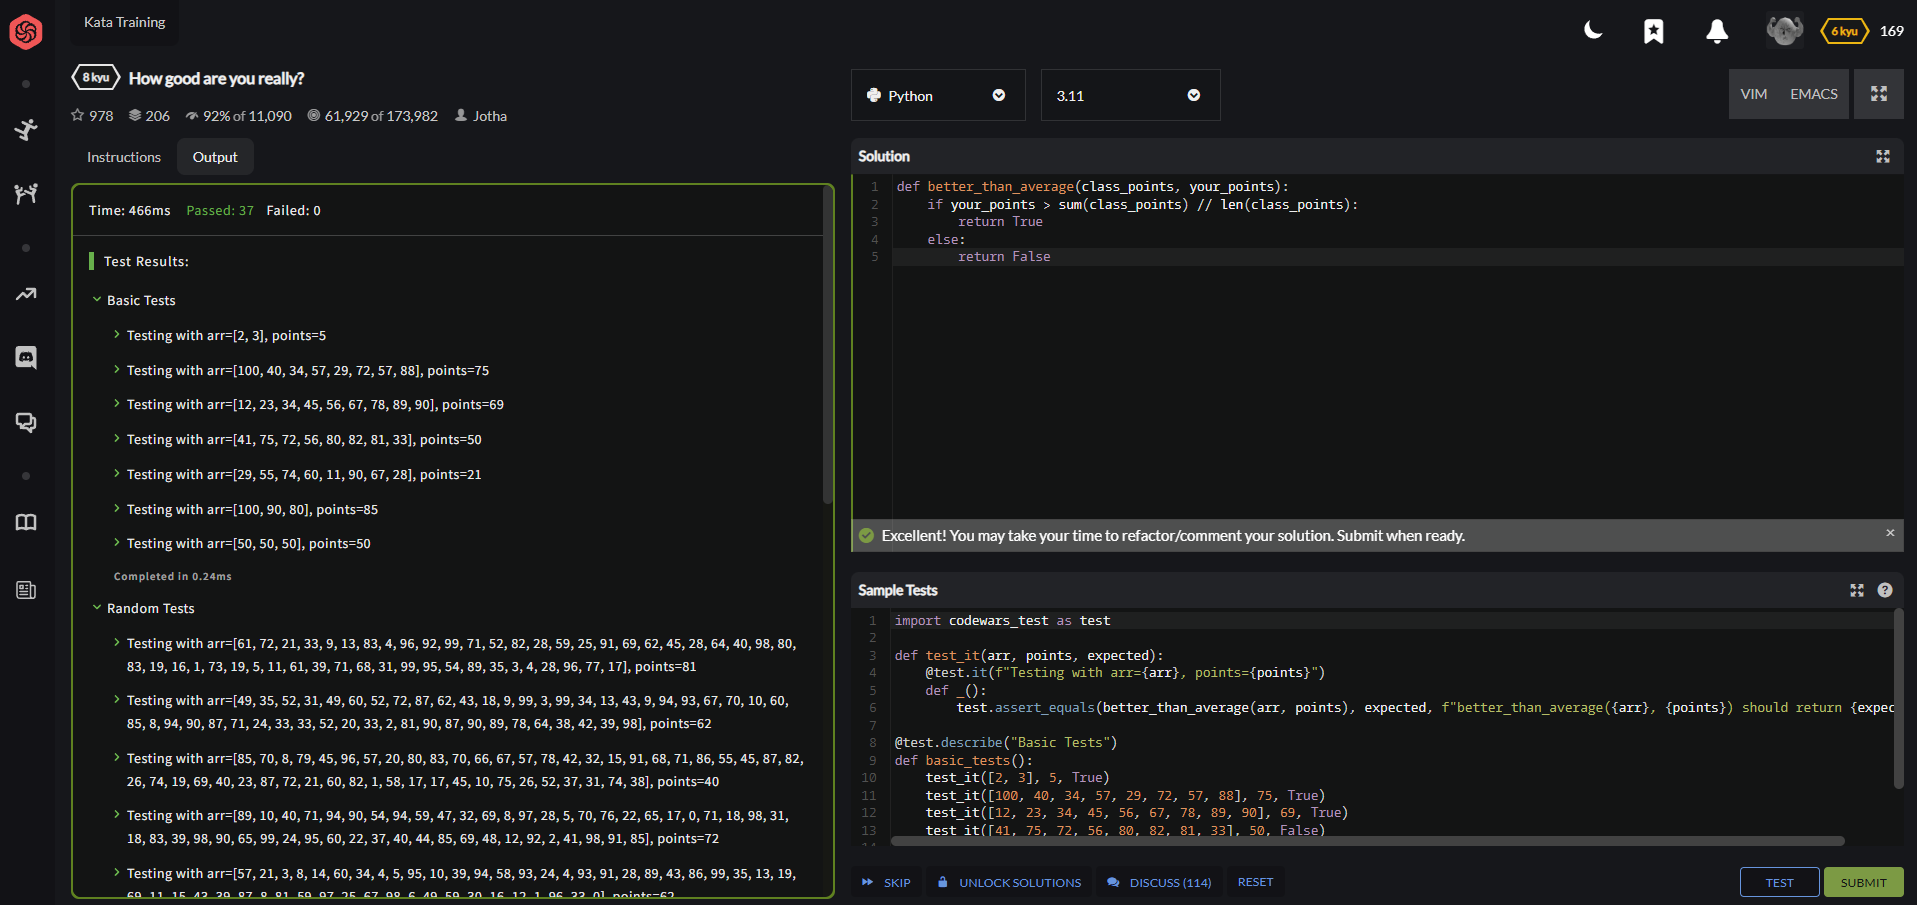 Kata Training
6 kyu 169
8 kyu How good are you really?
978 206 92% of 11,090 61,929 of 173,982 Jotha
Instructions Output
Time: 466ms Passed: 37 Failed: 0
Test Results:
Basic Tests
Testing with arr=[2, 3], points=5
Testing with arr=[100, 40, 34, 57, 29, 72, 57, 88], points=75
Testing with arr=[12, 23, 34, 45, 56, 67, 78, 89, 90], points=69
Testing with arr=[41, 75, 72, 56, 80, 82, 81, 33], points=50
Testing with arr=[29, 55, 74, 60, 11, 90, 67, 28], points=21
Testing with arr=[100, 90, 80], points=85
Testing with arr=[50, 50, 50], points=50
Completed in 0.24ms
Random Tests
Testing with arr=[61, 72, 21, 33, 9, 13, 83, 4, 96, 92, 99, 71, 52, 82, 28, 59, 25, 91, 69, 62, 45, 28, 64, 40, 98, 80,
83, 19, 16, 1, 73, 19, 5, 11, 61, 39, 71, 68, 31, 99, 95, 54, 89, 35, 3, 4, 28, 96, 77, 17], points=81
Testing with arr=[49, 35, 52, 31, 49, 60, 52, 72, 87, 62, 43, 18, 9, 99, 3, 99, 34, 13, 43, 9, 94, 93, 67, 70, 10, 60,
85, 8, 94, 90, 87, 71, 24, 33, 33, 52, 20, 33, 2, 81, 90, 87, 90, 89, 78, 64, 38, 42, 39, 98], points=62
Testing with arr=[85, 70, 8, 79, 45, 96, 57, 20, 80, 83, 70, 66, 67, 57, 78, 42, 32, 15, 91, 68, 71, 86, 55, 45, 87, 82,
26, 74, 19, 69, 40, 23, 87, 72, 21, 60, 82, 1, 58, 17, 17, 45, 10, 75, 26, 52, 37, 31, 74, 38], points=40
Testing with arr=[89, 10, 40, 71, 94, 90, 54, 94, 59, 47, 32, 69, 8, 97, 28, 5, 70, 76, 22, 65, 17, 0, 71, 18, 98, 31,
18, 83, 39, 98, 90, 65, 99, 24, 95, 60, 22, 37, 40, 44, 85, 69, 48, 12, 92, 2, 41, 98, 91, 85], points=72
Testing with arr=[57, 21, 3, 8, 14, 60, 34, 4, 5, 95, 10, 39, 94, 58, 93, 24, 4, 93, 91, 28, 89, 43, 86, 99, 35, 13, 19,
69, 11, 15, 43, 39, 87, 8, 81, 59, 97, 25, 67, 98, 6, 49, 59, 30, 16, 12, 1, 96, 33, 0], points=62
Python 3.11
VIM EMACS
Solution
1 def better_than_average(class_points, your_points):
2 if your_points > sum(class_points) // len(class_points):
3 return True
4 else:
5 return False
Excellent! You may take your time to refactor/comment your solution. Submit when ready.
Sample Tests
1 import codewars_test as test
2
3 def test_it(arr, points, expected):
4 @test.it(f"Testing with arr={arr}, points={points}")
5 def _():
6 test.assert_equals(better_than_average(arr, points), expected, f"better_than_average({arr}, {points}) should return {expec
7
8 @test.describe("Basic Tests")
9 def basic_tests():
10 test_it([2, 3], 5, True)
11 test_it([100, 40, 34, 57, 29, 72, 57, 88], 75, True)
12 test_it([12, 23, 34, 45, 56, 67, 78, 89, 90], 69, True)
13 test_it([41, 75, 72, 56, 80, 82, 81, 33], 50, False)
14
SKIP UNLOCK SOLUTIONS DISCUSS (114) RESET TEST SUBMIT